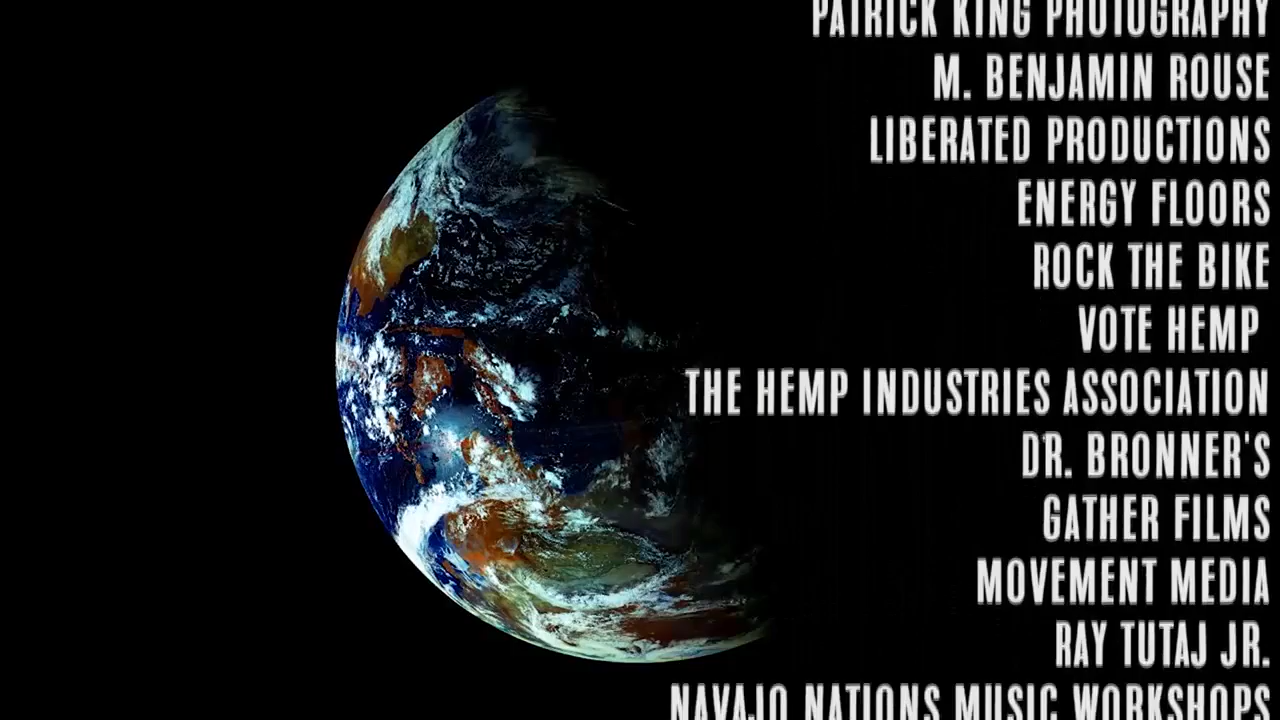 PATRICK KING PHOTOGRAPHY
M. BENJAMIN ROUSE
LIBERATED PRODUCTIONS
ENERGY FLOORS
ROCK THE BIKE
VOTE HEMP
THE HEMP INDUSTRIES ASSOCIATION
DR. BRONNER'S
GATHER FILMS
MOVEMENT MEDIA
RAY TUTAJ JR.
NAVAJO NATIONS MUSIC WORKSHOPS